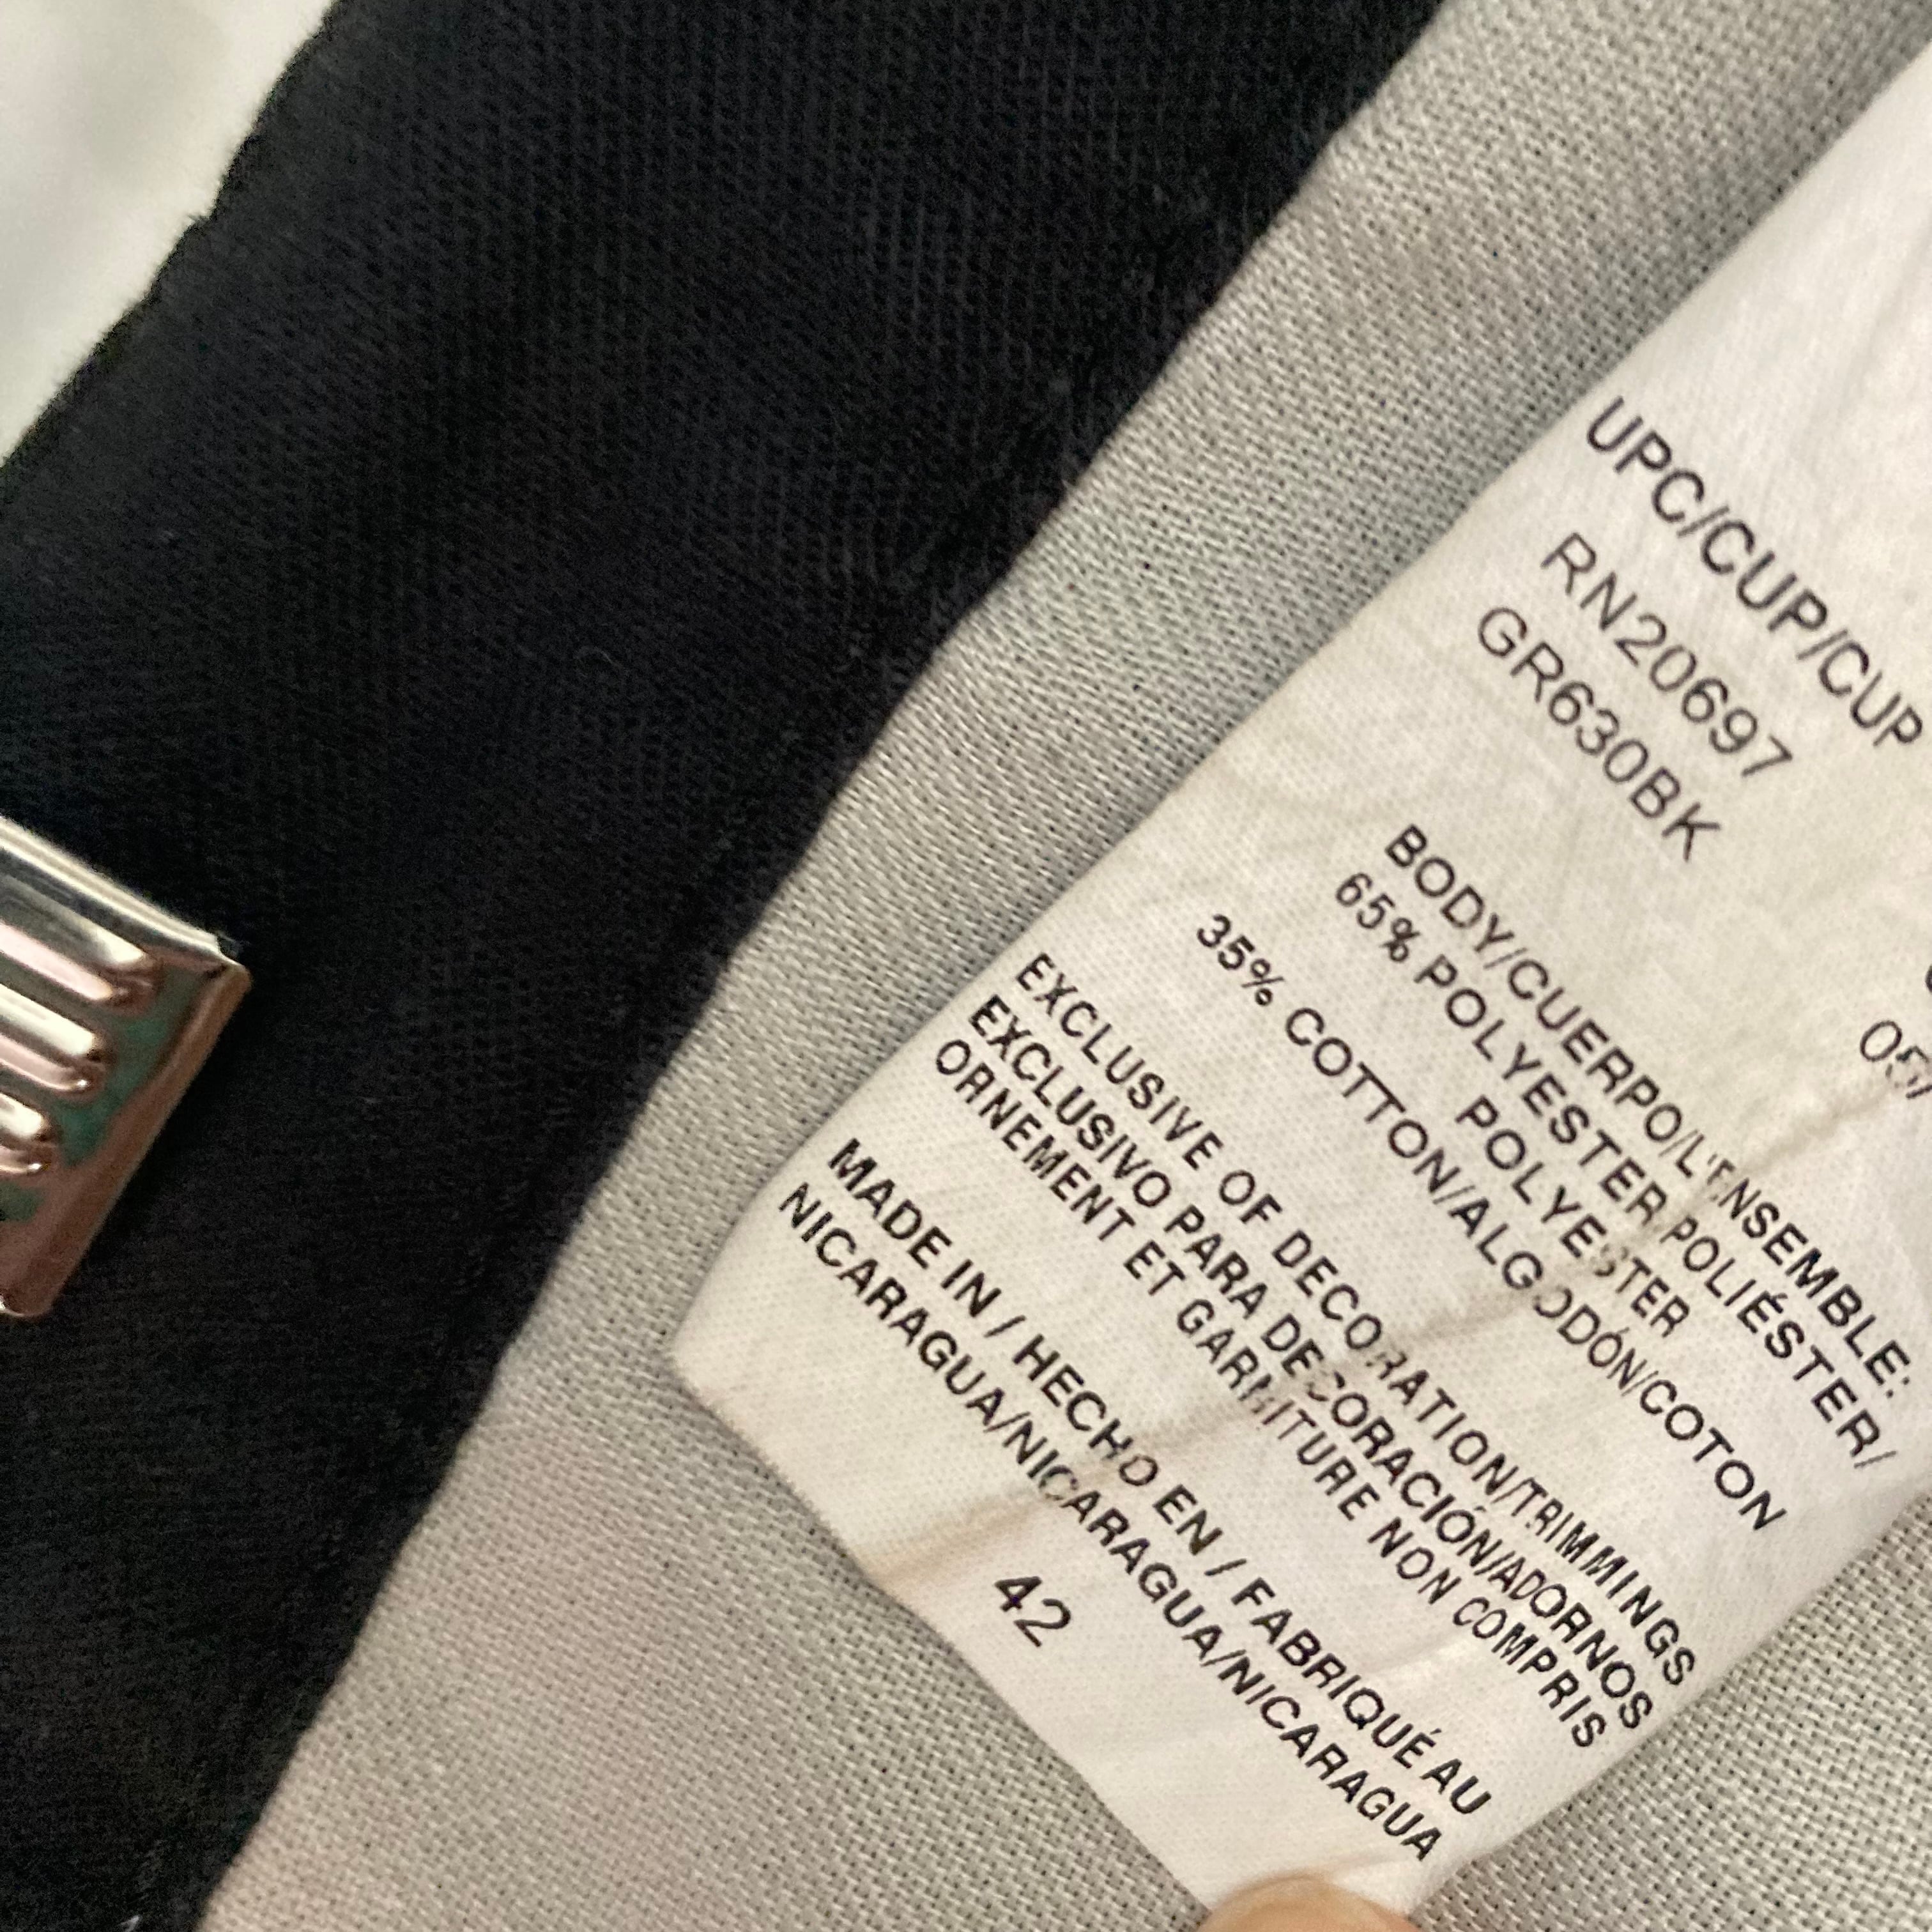 UPC/CUP/CUP
RN20697
GR630BK
05/
BODY/CUERPO/L'ENSEMBLE:
65% POLYESTER/POLIÉSTER/
POLYESTER
35% COTTON/ALGODÓN/COTON
EXCLUSIVE OF DECORATION/TRIMMINGS
EXCLUSIVO PARA DECORACIÓN/ADORNOS
ORNEMENT ET GARNITURE NON COMPRIS
MADE IN / HECHO EN / FABRIQUÉ AU
NICARAGUA/NICARAGUA/NICARAGUA
42